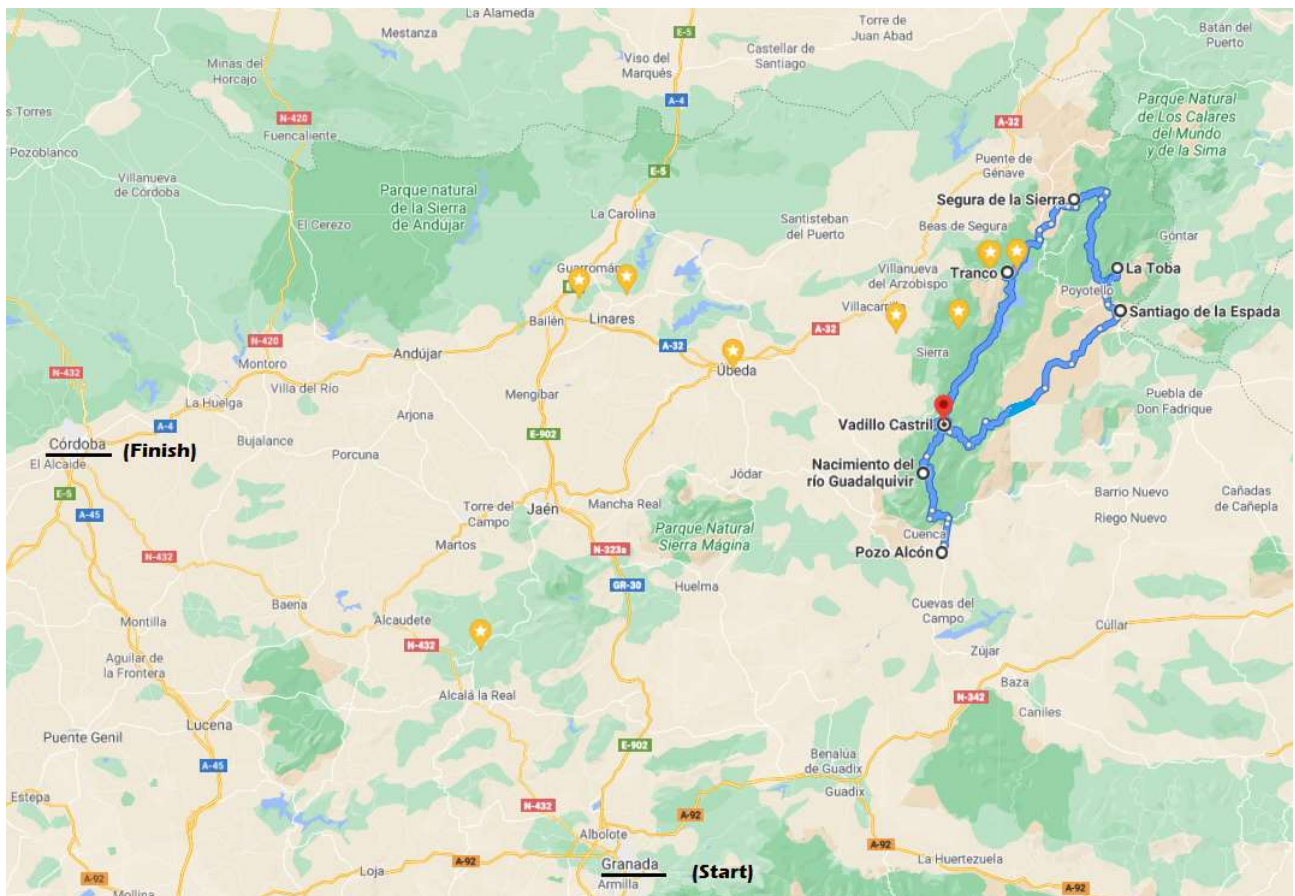 La Alameda
Mestanza
E-5
Torre de
Juan Abad
Batán del
Puerto
Minas del
Horcajo
Viso del
Marqués
Castellar de
Santiago
Parque Natural
de Los Calares
del Mundo
y de la Sima
N-420
A-4
s Torres
Fuencaliente
A-32
Pozoblanco
Puente de
Génave
E-5
Villanueva
de Córdoba
Parque natural
de la Sierra
de Andujar
Segura de la Sierra
La Carolina
El Cerezo
Santisteban
del Puerto
Beas de Segura
Góntar
Guarromán
Villanueva
del Arzobispo
Tranco
La Toba
Poyotello
Villacarrillo
Santiago de la Espada
Bailén
Linares
A-32
N-420
Andújar
A-32
Sierra
Montoro
Úbeda
N-432
Villa del Río
Mengibar
Puebla de
Don Fadrique
La Huelga
Arjona
A-4
Vadillo Castril
Córdoba
(Finish)
Bujalance
E-902
El Alcaide
Porcuna
Nacimiento del
río Guadalquivir
Jódar
E-5
Barrio Nuevo
Cañadas
de Cañepla
A-45
Torre del
Campo
Jaén
Mancha Real
Riego Nuevo
Parque Natural
Sierra Mágina
Cuenca
Martos
N-323a
Pozo Alcón
N-432
GR-30
Huelma
Baena
Cuevas del
Campo
Montilla
Alcaudete
Cúllar
N-432
Zújar
Aguilar de
la Frontera
Baza
Alcalá la Real
N-342
Caniles
Lucena
Puente Genil
E-902
Benalúa
de Guadix
A-45
Guadix
Estepa
N-432
A-92
A-92
Albolote
La Huertezuela
Loja
A-92
Granada
(Start)
A-92
Armilla
A-92
Mollina